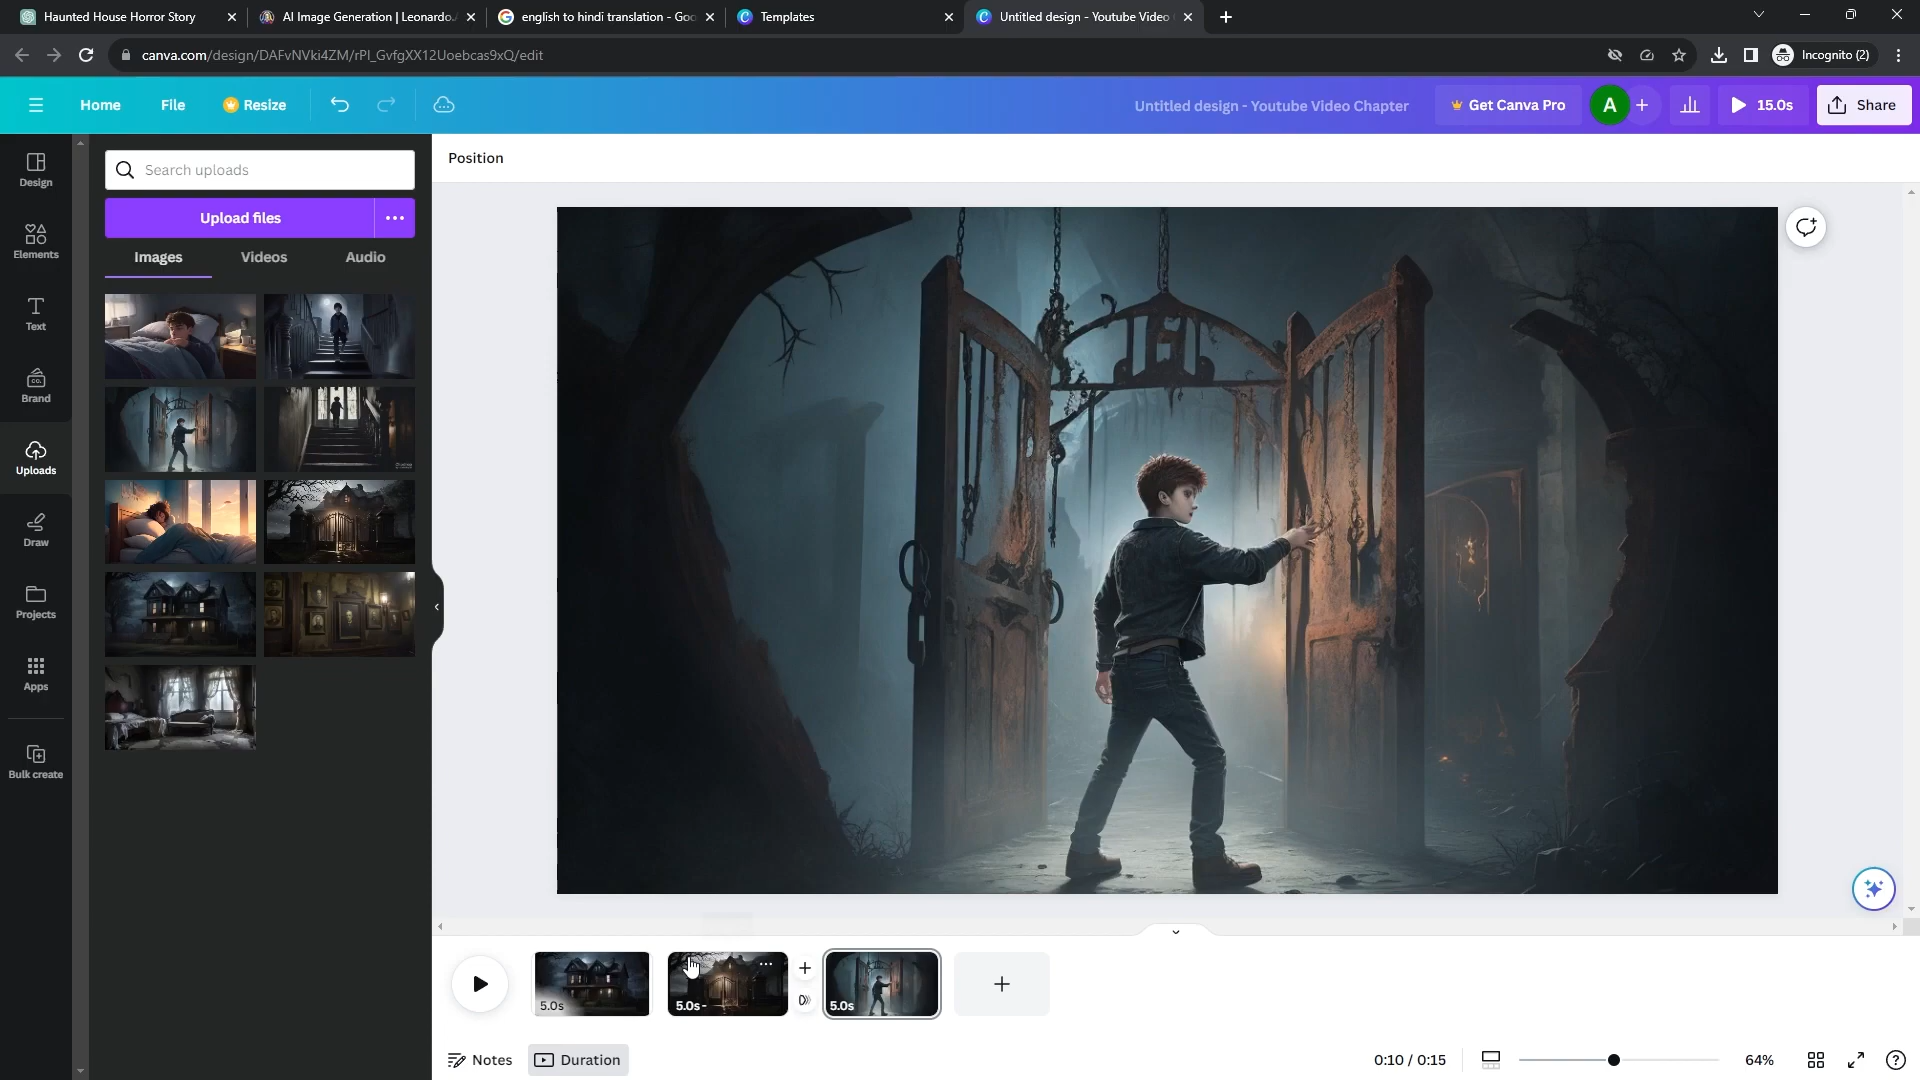 Haunted House Horror Story
AI Image Generation | Leonardo.
english to hindi translation - Goo
Templates
Untitled design - Youtube Video
canva.com/design/DAFvNVki4ZM/rPI_GvfgXX12Uoebcas9xQ/edit
Incognito (2)
Home
File
Resize
Untitled design - Youtube Video Chapter
Get Canva Pro
A
15.0s
Share
Design
Elements
Text
Brand
Uploads
Draw
Projects
Apps
Bulk create
Search uploads
Upload files
Images
Videos
Audio
Position
5.0s
5.0s-
5.0s
Notes
Duration
0:10 / 0:15
64%